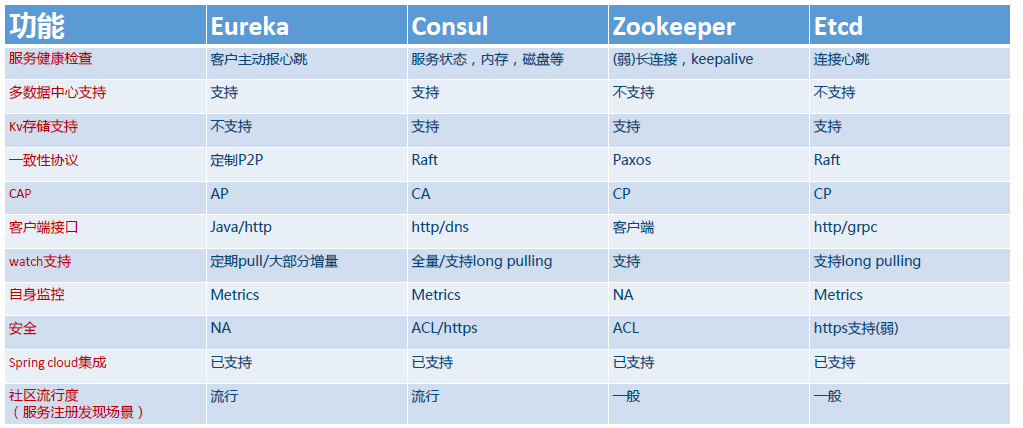 功能 Eureka Consul Zookeeper Etcd
服务健康检查 客户主动报心跳 服务状态，内存，磁盘等 (弱)长连接，keepalive 连接心跳
多数据中心支持 支持 支持 不支持 不支持
Kv存储支持 不支持 支持 支持 支持
一致性协议 定制P2P Raft Paxos Raft
CAP AP CA CP CP
客户端接口 Java/http http/dns 客户端 http/grpc
watch支持 定期pull/大部分增量 全量/支持long pulling 支持 支持long pulling
自身监控 Metrics Metrics NA Metrics
安全 NA ACL/https ACL https支持(弱)
Spring cloud集成 已支持 已支持 已支持 已支持
社区流行度 流行 流行 一般 一般
（服务注册发现场景）